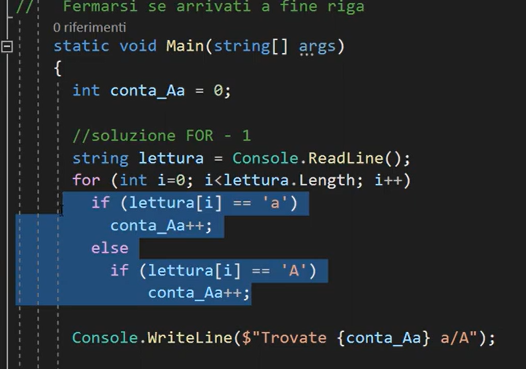 // Fermarsi se arrivati a fine riga
0 riferimenti
static void Main(string[] args)
{
int conta_Aa = 0;
//soluzione FOR - 1
string lettura = Console.ReadLine();
for (int i=0; i<lettura.Length; i++)
if (lettura[i] == 'a')
conta_Aa++;
else
if (lettura[i] == 'A')
conta_Aa++;
Console.WriteLine($"Trovate {conta_Aa} a/A");